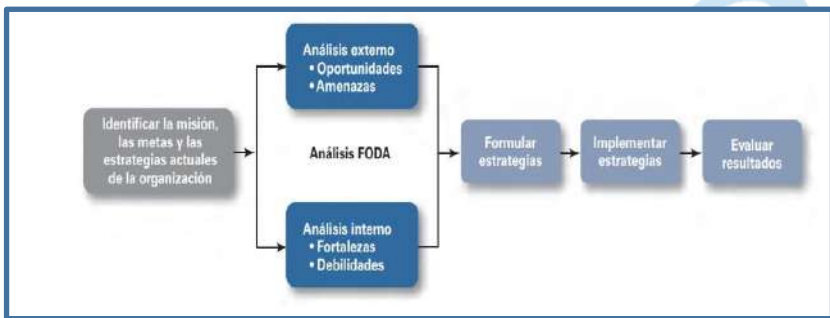 Identificar la misión,
las metas y las
estrategias actuales
de la organización
Análisis externo
• Oportunidades
• Amenazas
Análisis FODA
Análisis interno
• Fortalezas
• Debilidades
Formular
estrategias
Implementar
estrategias
Evaluar
resultados